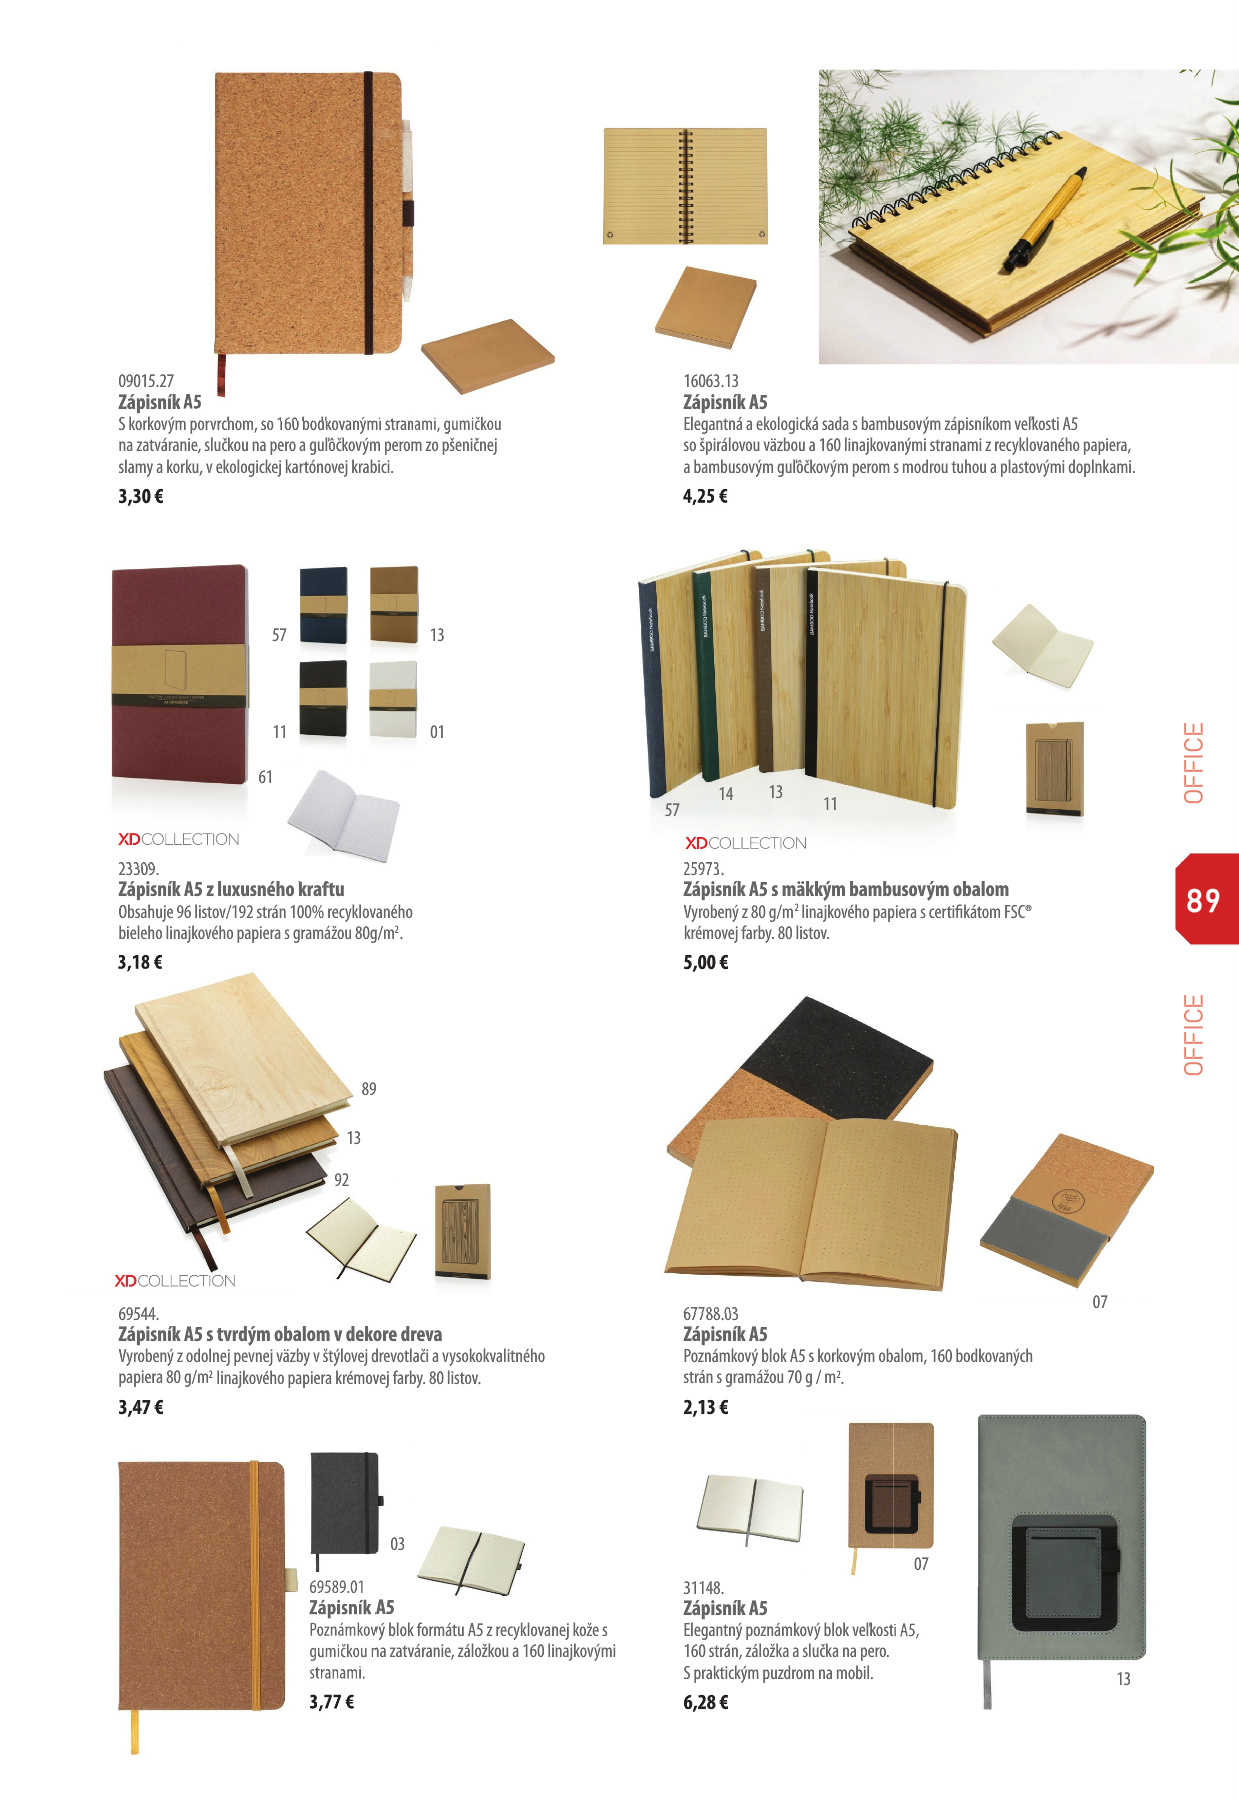 09015.27
Zápisník A5
S korkovým porvrchom, so 160 bodkovanými stranami, gumičkou
na zatváranie, slučkou na pero a guľôčkovým perom zo pšeničnej
slamy a korku, v ekologickej kartónovej krabici.
3,30 €
16063.13
Zápisník A5
Elegantná a ekologická sada s bambusovým zápisníkom veľkosti A5
so špirálovou väzbou a 160 linajkovanými stranami z recyklovaného papiera,
a bambusovým guľôčkovým perom s modrou tuhou a plastovými doplnkami.
4,25 €
57
13
11
01
61
XDCOLLECTION
23309.
Zápisník A5 z luxusného kraftu
Obsahuje 96 listov/192 strán 100% recyklovaného
bieleho linajkového papiera s gramážou 80g/m².
3,18 €
57
14
13
11
XDCOLLECTION
25973.
Zápisník A5 s mäkkým bambusovým obalom
Vyrobený z 80 g/m² linajkového papiera s certifikátom FSC®
krémovej farby. 80 listov.
5,00 €
OFFICE
89
OFFICE
89
13
92
XDCOLLECTION
69544.
Zápisník A5 s tvrdým obalom v dekore dreva
Vyrobený z odolnej pevnej väzby v štýlovej drevotlači a vysokokvalitného
papiera 80 g/m² linajkového papiera krémovej farby. 80 listov.
3,47 €
07
67788.03
Zápisník A5
Poznámkový blok A5 s korkovým obalom, 160 bodkovaných
strán s gramážou 70 g / m².
2,13 €
03
69589.01
Zápisník A5
Poznámkový blok formátu A5 z recyklovanej kože s
gumičkou na zatváranie, záložkou a 160 linajkovými
stranami.
3,77 €
07
31148.
Zápisník A5
Elegantný poznámkový blok veľkosti A5,
160 strán, záložka a slučka na pero.
S praktickým puzdrom na mobil.
6,28 €
13